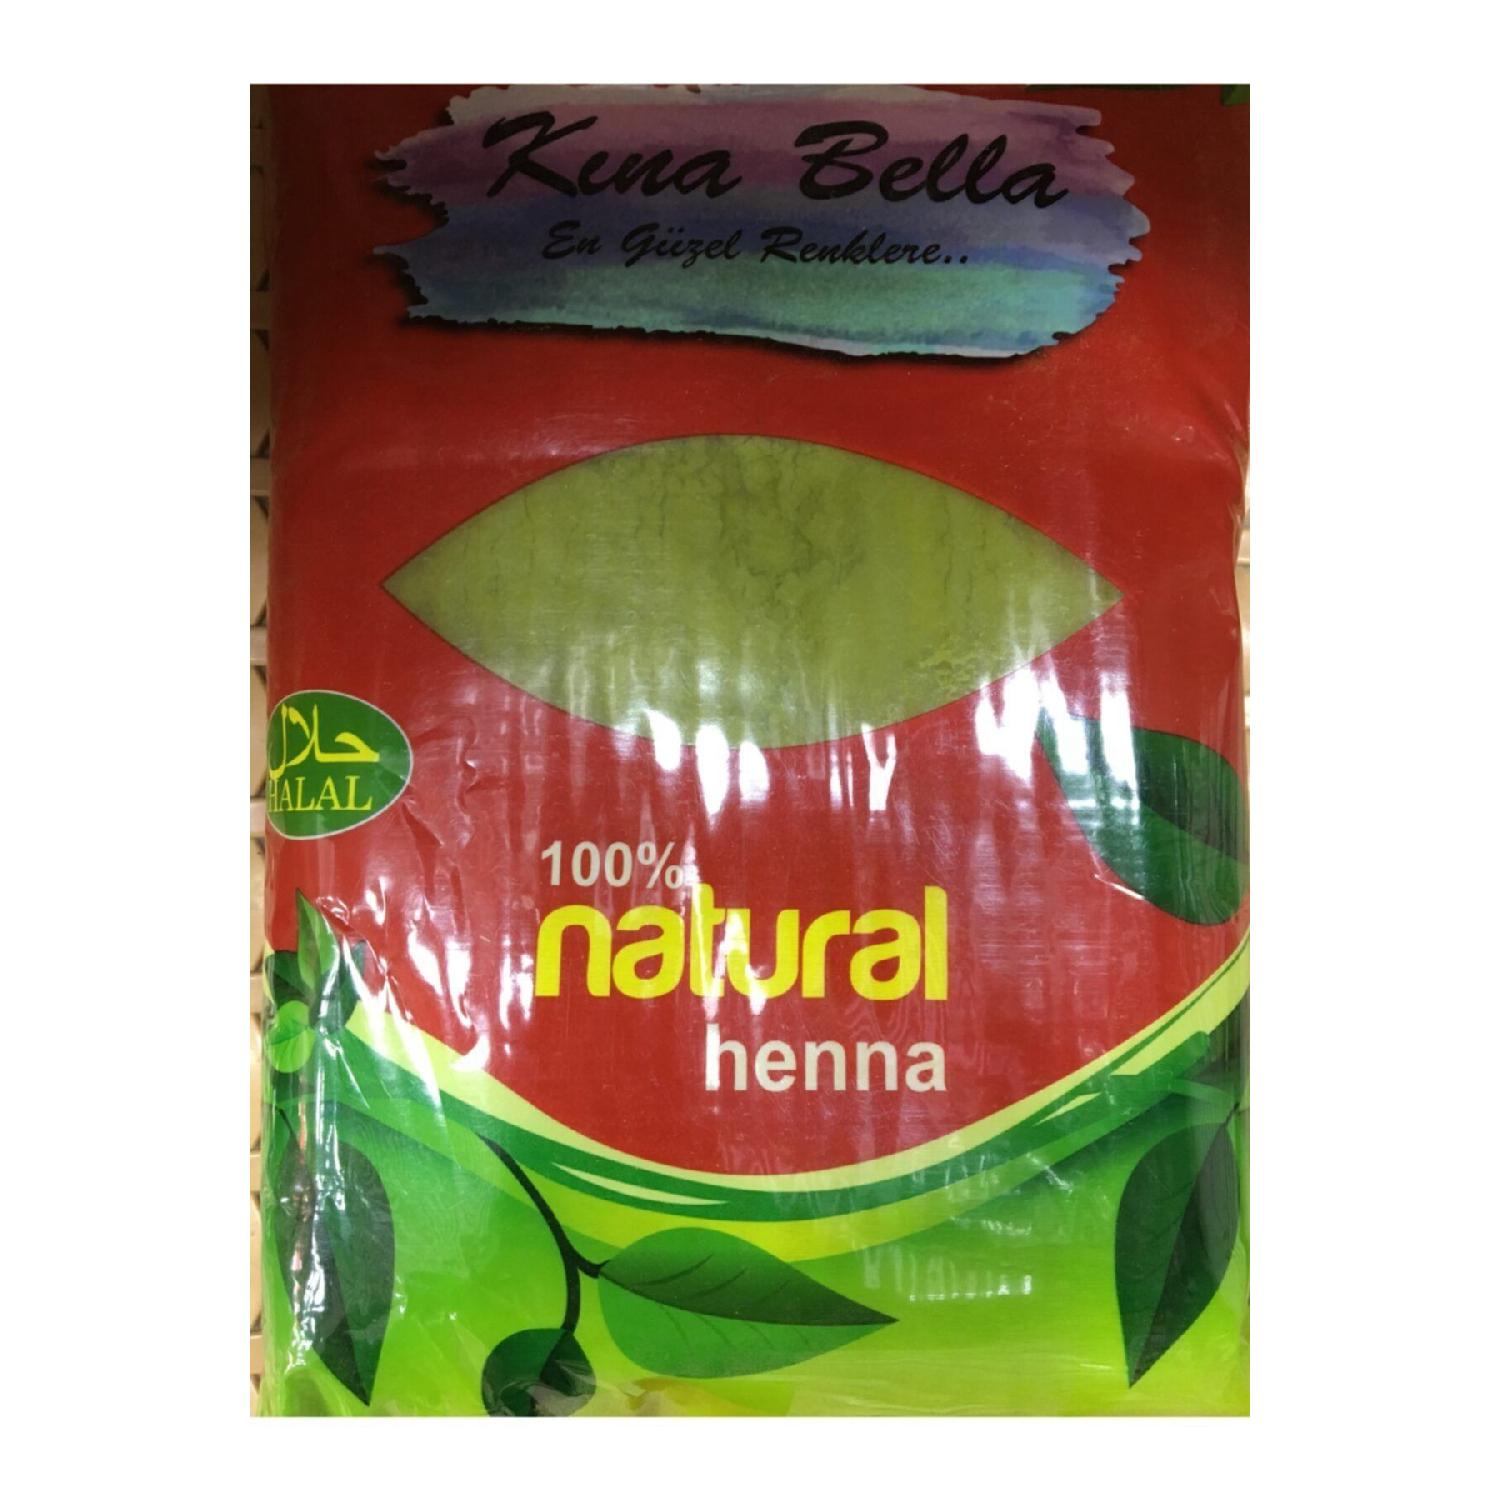 Kına Bella
En Güzel Renklere..
حلال
HALAL
100%
natural
henna